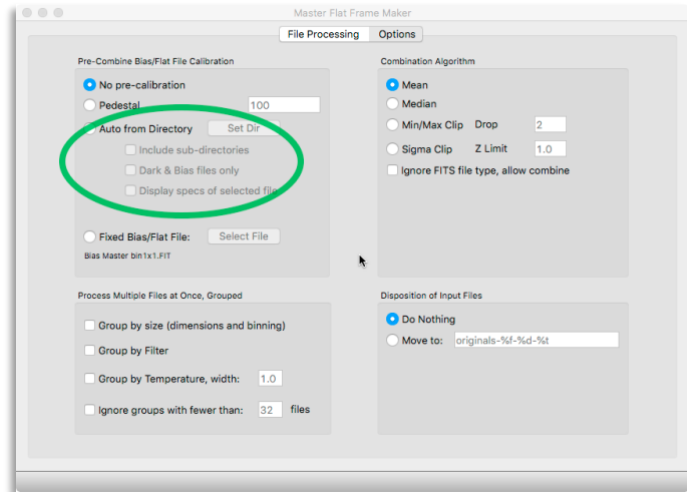 Master Flat Frame Maker
File Processing Options
Pre-Combine Bias/Flat File Calibration
No pre-calibration
Pedestal 100
Auto from Directory Set Dir
Include sub-directories
Dark & Bias files only
Display specs of selected file
Fixed Bias/Flat File: Select File
Bias Master bin1x1.FIT
Combination Algorithm
Mean
Median
Min/Max Clip Drop 2
Sigma Clip Z Limit 1.0
Ignore FITS file type, allow combine
Process Multiple Files at Once, Grouped
Group by size (dimensions and binning)
Group by Filter
Group by Temperature, width: 1.0
Ignore groups with fewer than: 32 files
Disposition of Input Files
Do Nothing
Move to: originals-%f-%d-%t